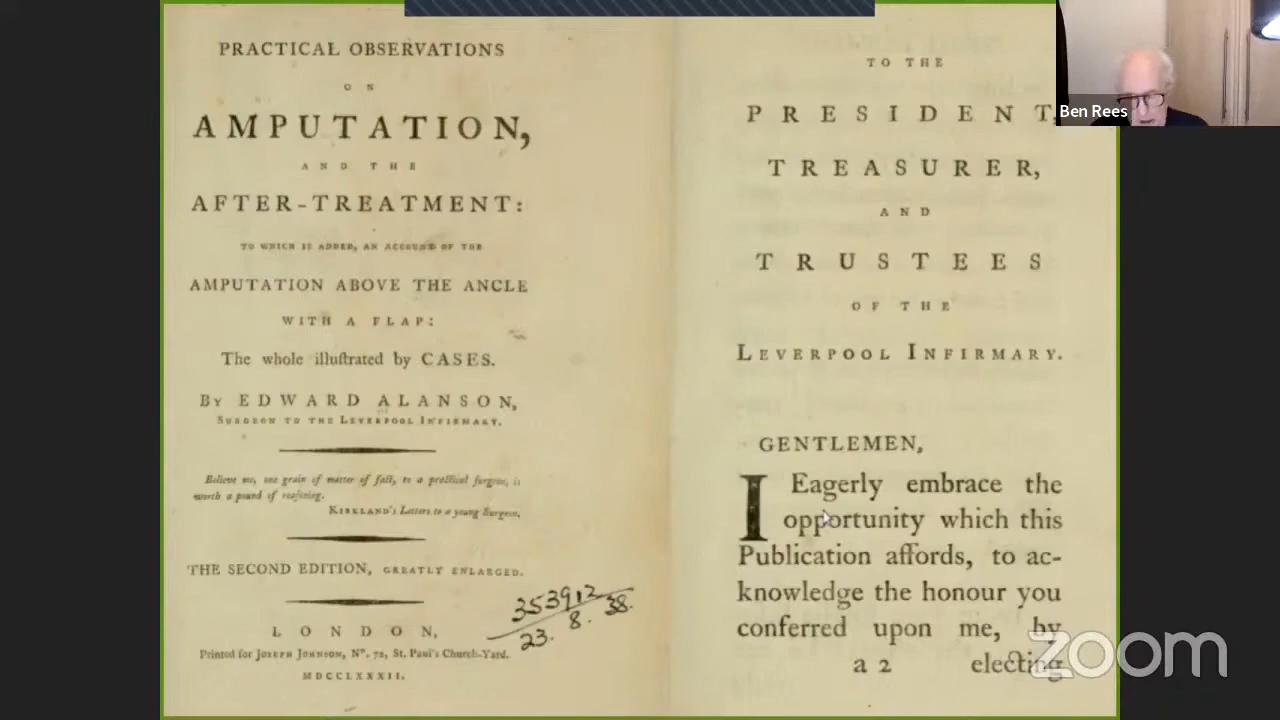 PRACTICAL OBSERVATIONS
ON
AMPUTATION,
AND THE
AFTER-TREATMENT:
TO WHICH IS ADDED, AN ACCOUNT OF THE
AMPUTATION ABOVE THE ANCLE
WITH A FLAP:
The whole illuſtrated by CASES.
By EDWARD ALANSON,
SURGEON TO THE LEVERPOOL INFIRMARY.
Believe me, one grain of matter of fact, to a practical ſurgeon, is
worth a pound of reaſoning.
KIRKLAND's Letters to a young Surgeon.
THE SECOND EDITION, GREATLY ENLARGED.
LONDON,
Printed for JOSEPH JOHNSON, Nº. 72, St. Paul's Church-Yard.
MDCCLXXXII.
353912
23. 8. 38.
TO THE
PRESIDENT,
TREASURER,
AND
TRUSTEES
OF THE
LEVERPOOL INFIRMARY.
GENTLEMEN,
I Eagerly embrace the
opportunity which this
Publication affords, to ac-
knowledge the honour you
conferred upon me, by
a 2 electing
Ben Rees
zoom